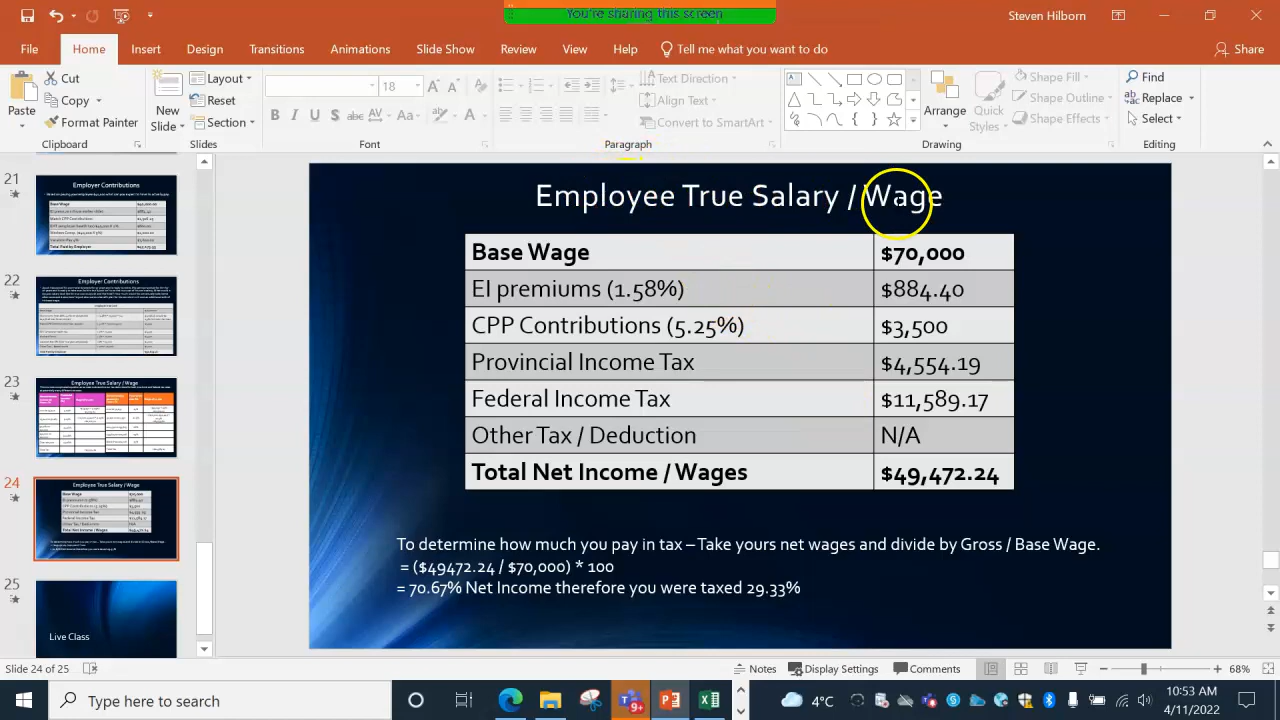 You're sharing this screen
Steven Hilborn
File Home Insert Design Transitions Animations Slide Show Review View Help Tell me what you want to do Share
Paste
Cut
Copy
Format Painter
Clipboard
New Slide
Layout
Reset
Section
Slides
18
Font
Text Direction
Align Text
Convert to SmartArt
Paragraph
Arrange
Quick Styles
Shape Fill
Shape Outline
Shape Effects
Drawing
Find
Replace
Select
Editing
21
Employer Contributions
22
Employer Contributions
23
Employee True Salary / Wage
24
Employee True Salary / Wage
25
Live Class
Employee True Salary / Wage
Base Wage $70,000
EI premiums (1.58%) $884.40
CPP Contributions (5.25%) $3,500
Provincial Income Tax $4,554.19
Federal Income Tax $11,589.17
Other Tax / Deduction N/A
Total Net Income / Wages $49,472.24
To determine how much you pay in tax – Take years net wages and divide by Gross / Base Wage.
= ($49472.24 / $70,000) * 100
= 70.67% Net Income therefore you were taxed 29.33%
Slide 24 of 25
Notes Display Settings Comments 68%
Type here to search
9+
4°C
10:53 AM
4/11/2022